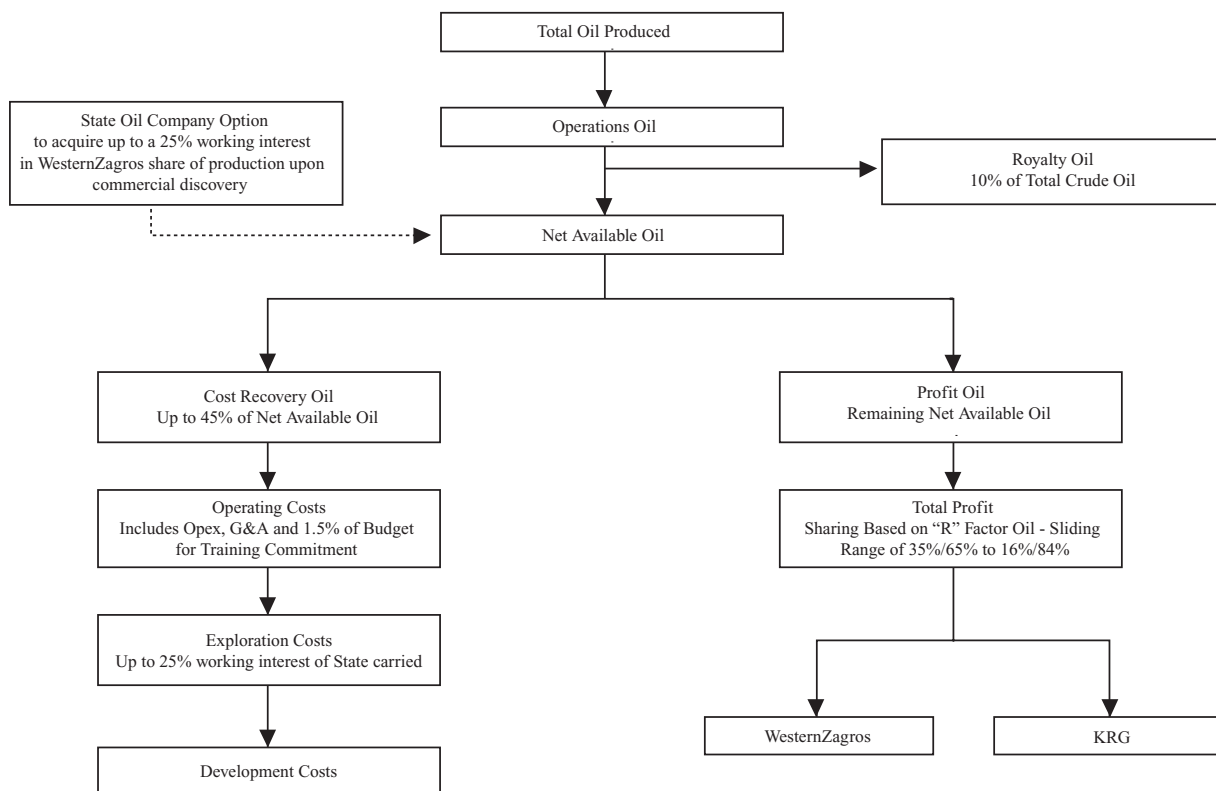 Total Oil Produced
Operations Oil
State Oil Company Option
to acquire up to a 25% working interest
in WesternZagros share of production upon
commercial discovery
Royalty Oil
10% of Total Crude Oil
Net Available Oil
Cost Recovery Oil
Up to 45% of Net Available Oil
Profit Oil
Remaining Net Available Oil
Operating Costs
Includes Opex, G&A and 1.5% of Budget
for Training Commitment
Total Profit
Sharing Based on “R” Factor Oil - Sliding
Range of 35%/65% to 16%/84%
Exploration Costs
Up to 25% working interest of State carried
WesternZagros
KRG
Development Costs